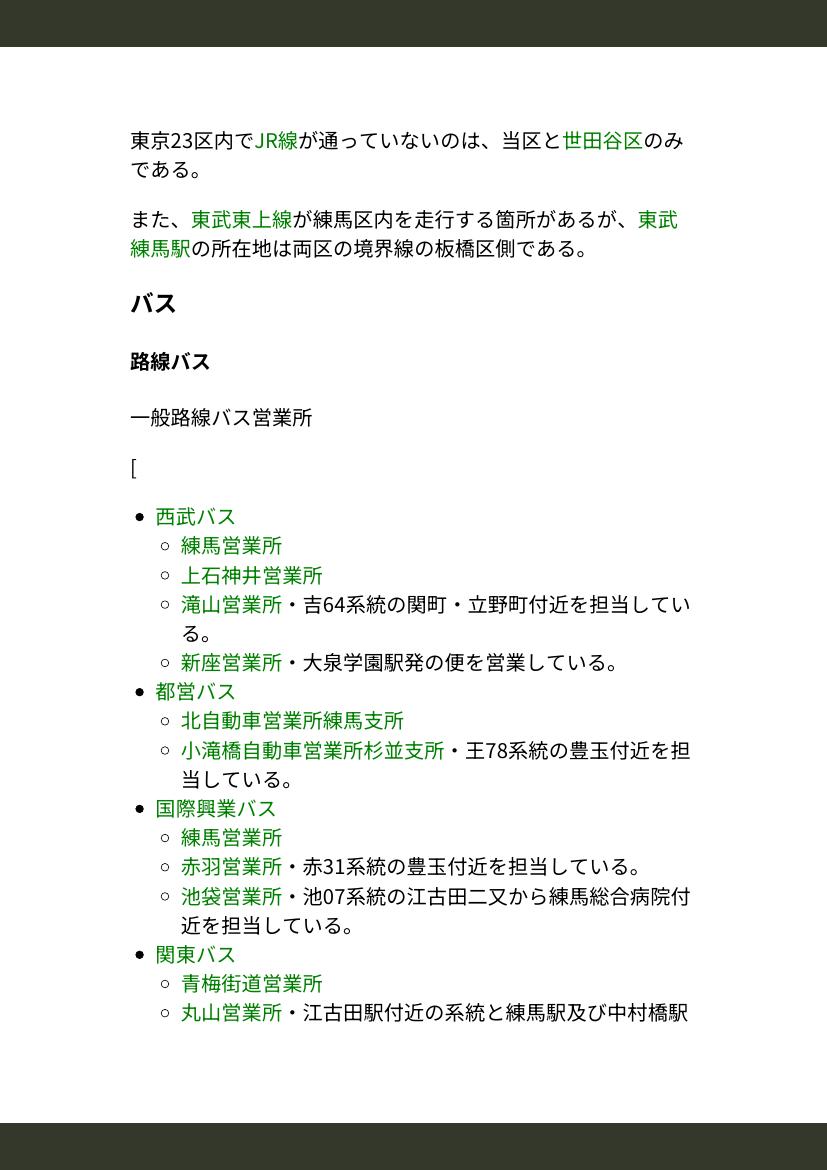 東京23区内でJR線が通っていないのは、当区と世田谷区のみ
である。
また、東武東上線が練馬区内を走行する箇所があるが、東武
練馬駅の所在地は両区の境界線の板橋区側である。
バス
路線バス
一般路線バス営業所
[
• 西武バス
○ 練馬営業所
○ 上石神井営業所
○ 滝山営業所・吉64系統の関町・立野町付近を担当してい
る。
○ 新座営業所・大泉学園駅発の便を営業している。
• 都営バス
○ 北自動車営業所練馬支所
○ 小滝橋自動車営業所杉並支所・王78系統の豊玉付近を担
当している。
• 国際興業バス
○ 練馬営業所
○ 赤羽営業所・赤31系統の豊玉付近を担当している。
○ 池袋営業所・池07系統の江古田二又から練馬総合病院付
近を担当している。
• 関東バス
○ 青梅街道営業所
○ 丸山営業所・江古田駅付近の系統と練馬駅及び中村橋駅